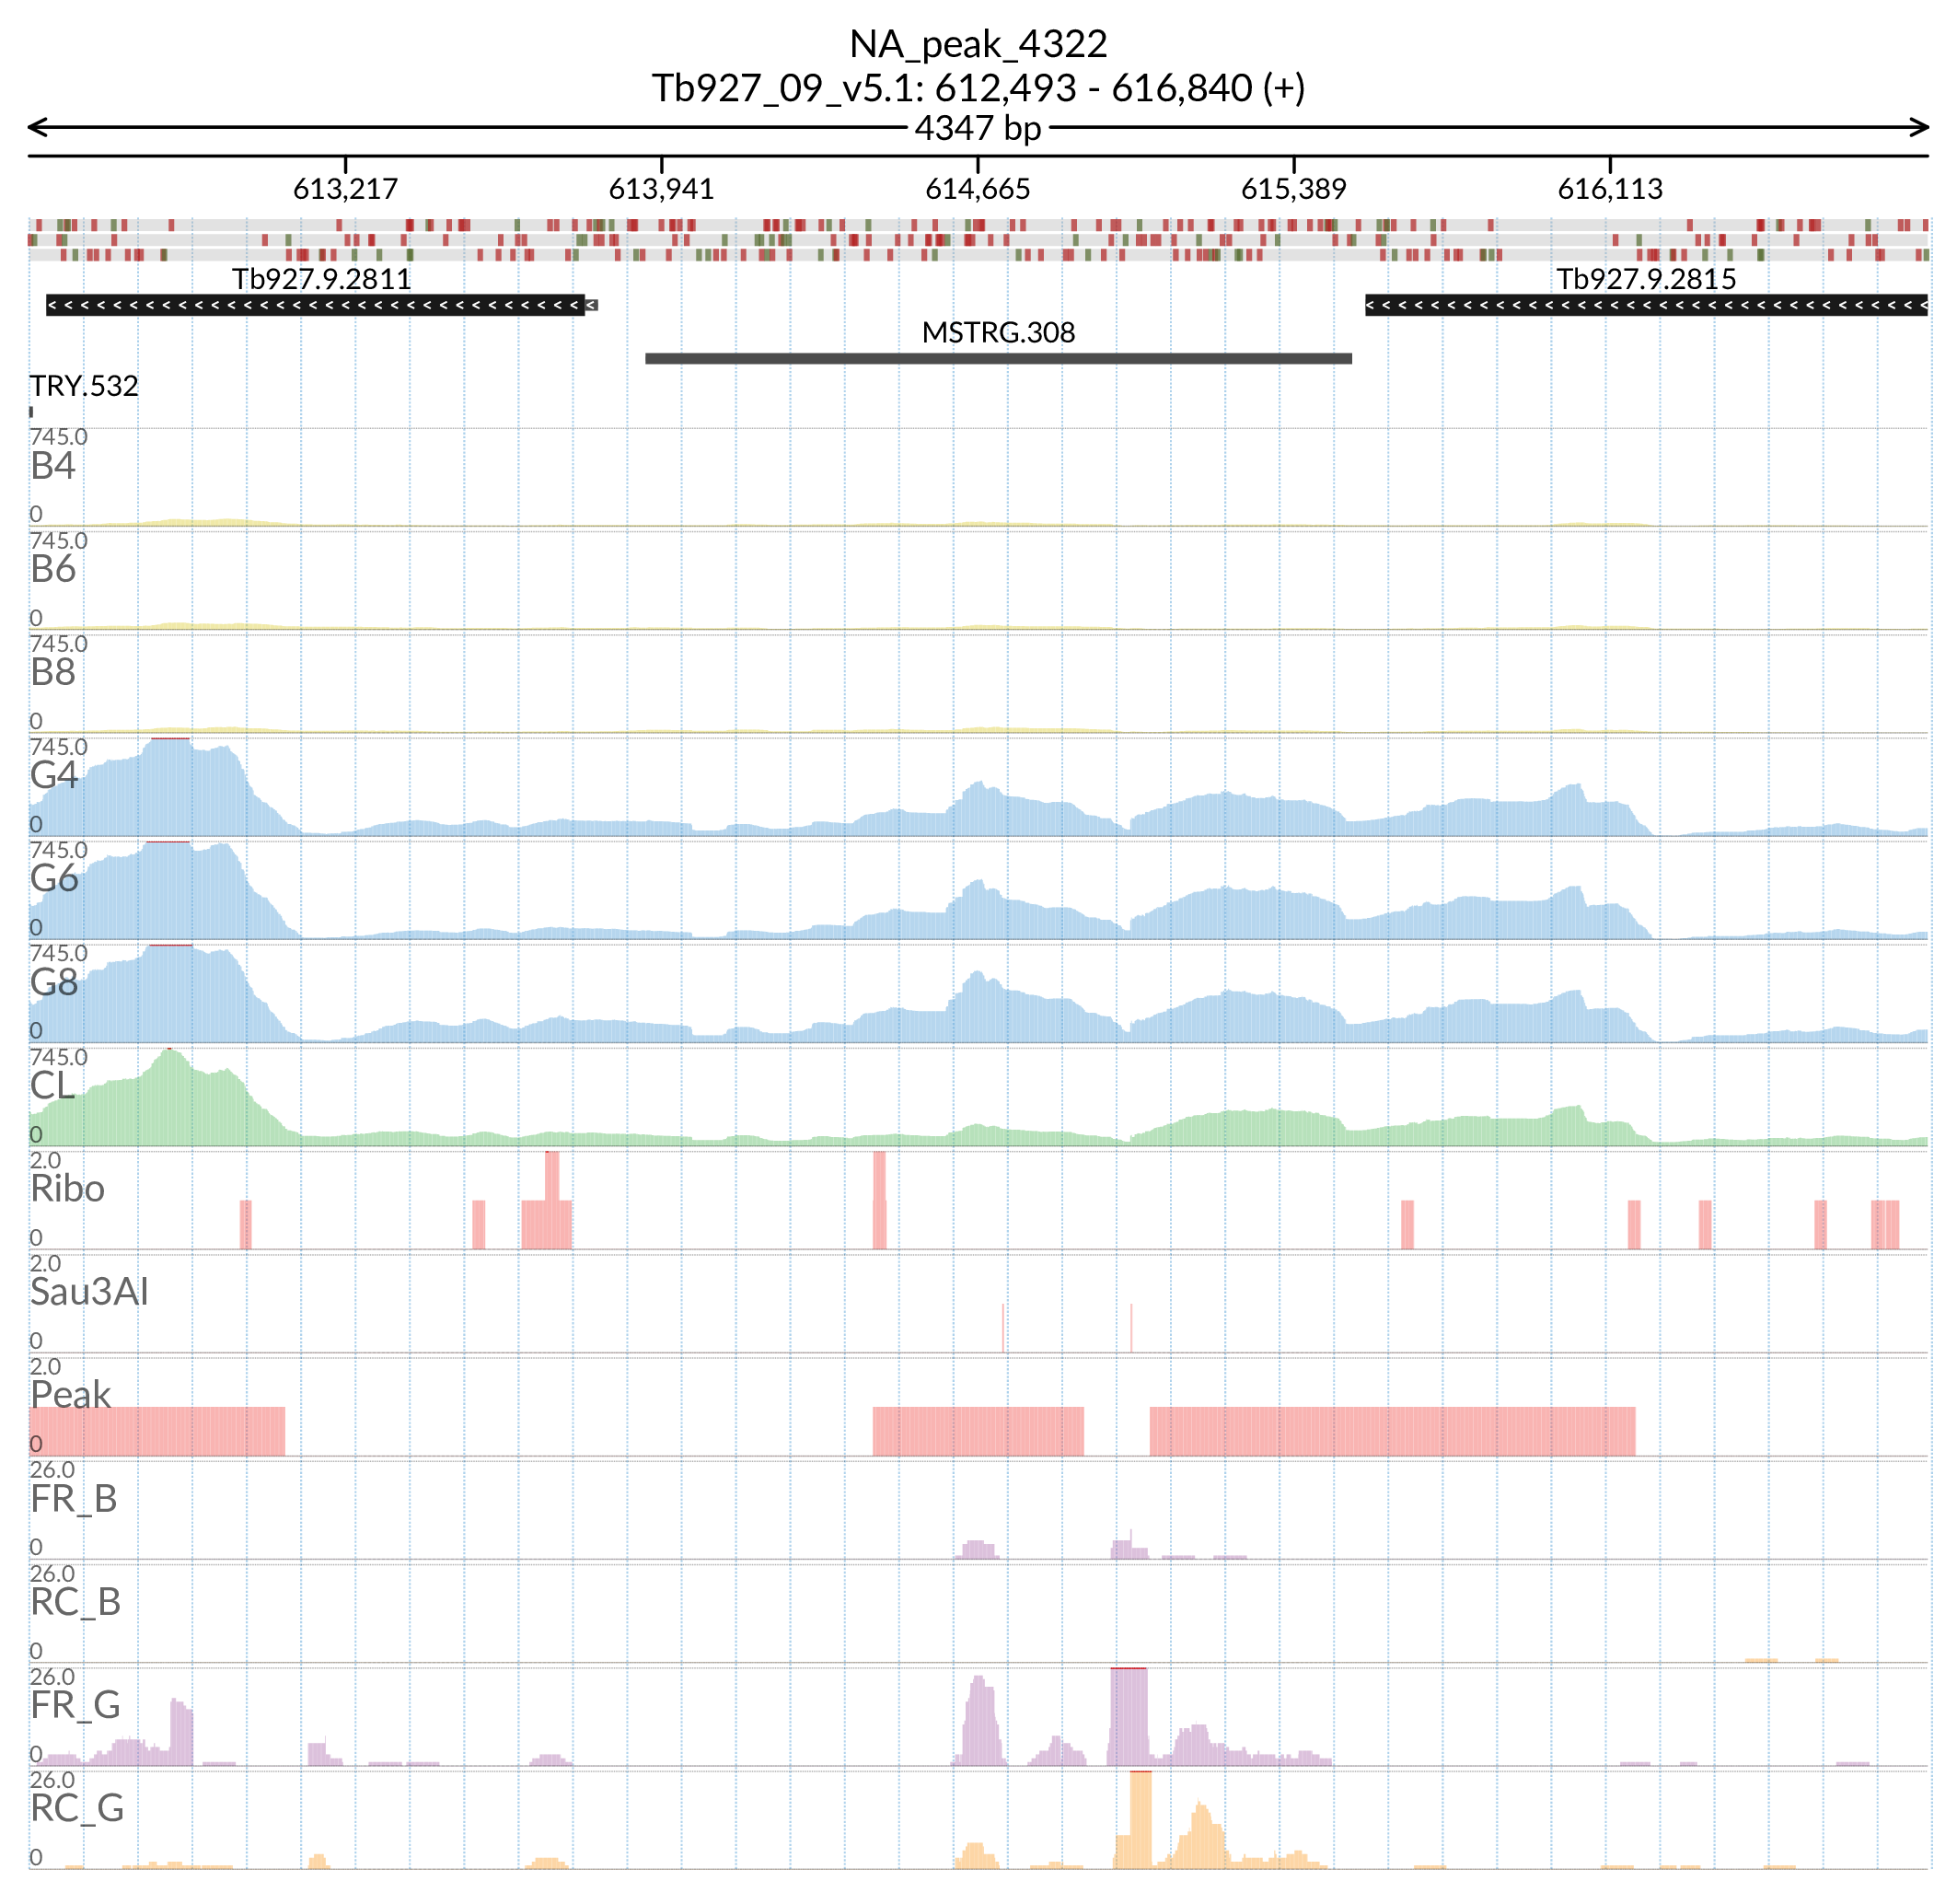 NA_peak_4322
Tb927_09_v5.1: 612,493 - 616,840 (+)
4347 bp
613,217 613,941 614,665 615,389 616,113
Tb927.9.2811 Tb927.9.2815
MSTRG.308
TRY.532
745.0
B4
0
745.0
B6
0
745.0
B8
0
745.0
G4
0
745.0
G6
0
745.0
G8
0
745.0
CL
0
2.0
Ribo
0
2.0
Sau3AI
0
2.0
Peak
0
26.0
FR_B
0
26.0
RC_B
0
26.0
FR_G
0
26.0
RC_G
0